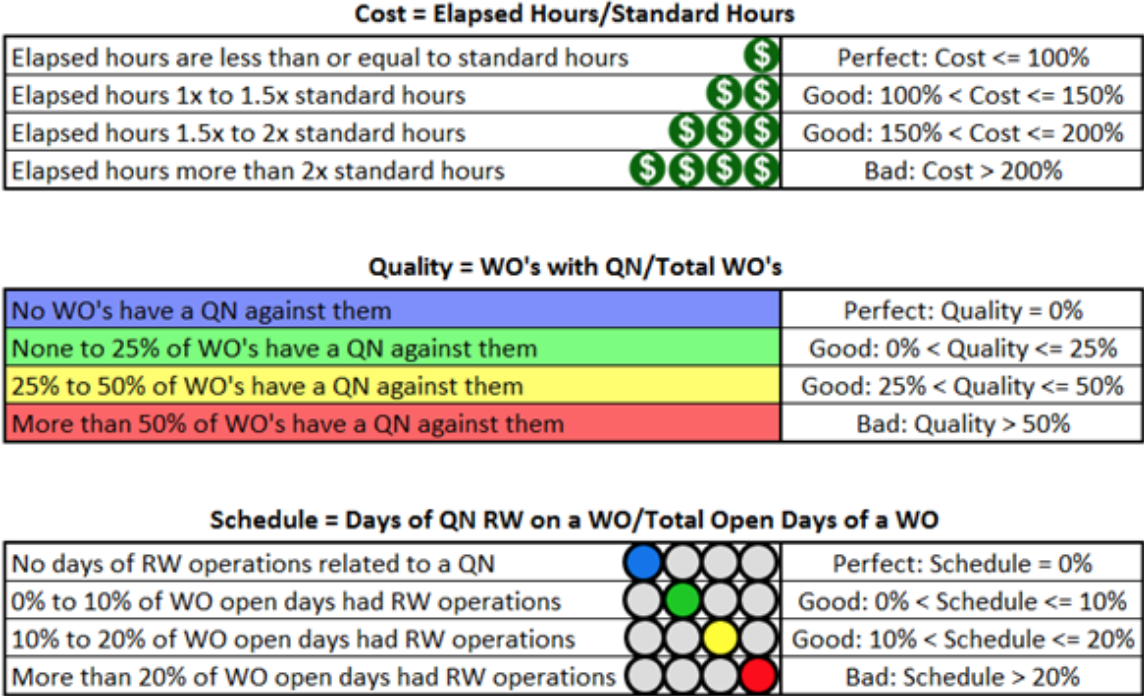 Cost = Elapsed Hours/Standard Hours
Elapsed hours are less than or equal to standard hours $ Perfect: Cost <= 100%
Elapsed hours 1x to 1.5x standard hours $ $ Good: 100% < Cost <= 150%
Elapsed hours 1.5x to 2x standard hours $ $ $ Good: 150% < Cost <= 200%
Elapsed hours more than 2x standard hours $ $ $ $ Bad: Cost > 200%
Quality = WO's with QN/Total WO's
No WO's have a QN against them Perfect: Quality = 0%
None to 25% of WO's have a QN against them Good: 0% < Quality <= 25%
25% to 50% of WO's have a QN against them Good: 25% < Quality <= 50%
More than 50% of WO's have a QN against them Bad: Quality > 50%
Schedule = Days of QN RW on a WO/Total Open Days of a WO
No days of RW operations related to a QN Perfect: Schedule = 0%
0% to 10% of WO open days had RW operations Good: 0% < Schedule <= 10%
10% to 20% of WO open days had RW operations Good: 10% < Schedule <= 20%
More than 20% of WO open days had RW operations Bad: Schedule > 20%